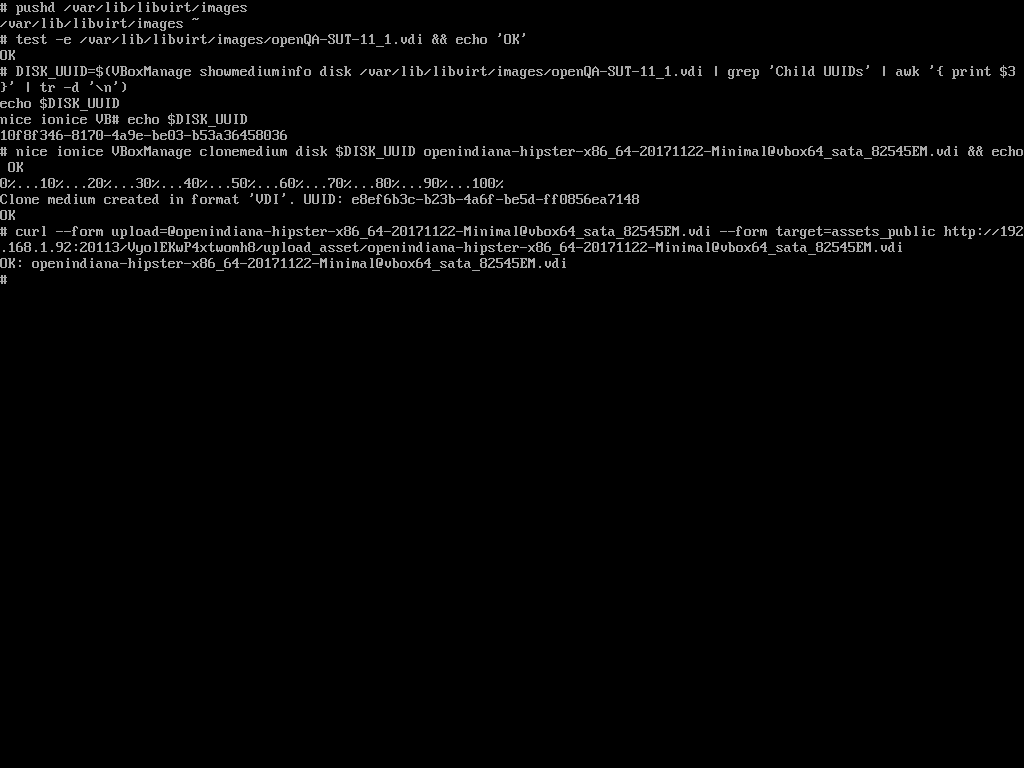 # pushd /var/lib/libvirt/images
/var/lib/libvirt/images ~
# test -e /var/lib/libvirt/images/openQA-SUT-11_1.vdi && echo 'OK'
OK
# DISK_UUID=$(VBoxManage showmediuminfo disk /var/lib/libvirt/images/openQA-SUT-11_1.vdi | grep 'Child UUIDs' | awk '{ print $3
}' | tr -d '\n')
echo $DISK_UUID
nice ionice VB# echo $DISK_UUID
10f8f346-8170-4a9e-be03-b53a36458036
# nice ionice VBoxManage clonemedium disk $DISK_UUID openindiana-hipster-x86_64-20171122-Minimal@vbox64_sata_82545EM.vdi && echo
 OK
0%...10%...20%...30%...40%...50%...60%...70%...80%...90%...100%
Clone medium created in format 'VDI'. UUID: e8ef6b3c-b23b-4a6f-be5d-ff0856ea7148
OK
# curl --form upload=@openindiana-hipster-x86_64-20171122-Minimal@vbox64_sata_82545EM.vdi --form target=assets_public http://192
.168.1.92:20113/VyolEKwP4xtwomh8/upload_asset/openindiana-hipster-x86_64-20171122-Minimal@vbox64_sata_82545EM.vdi
OK: openindiana-hipster-x86_64-20171122-Minimal@vbox64_sata_82545EM.vdi
#